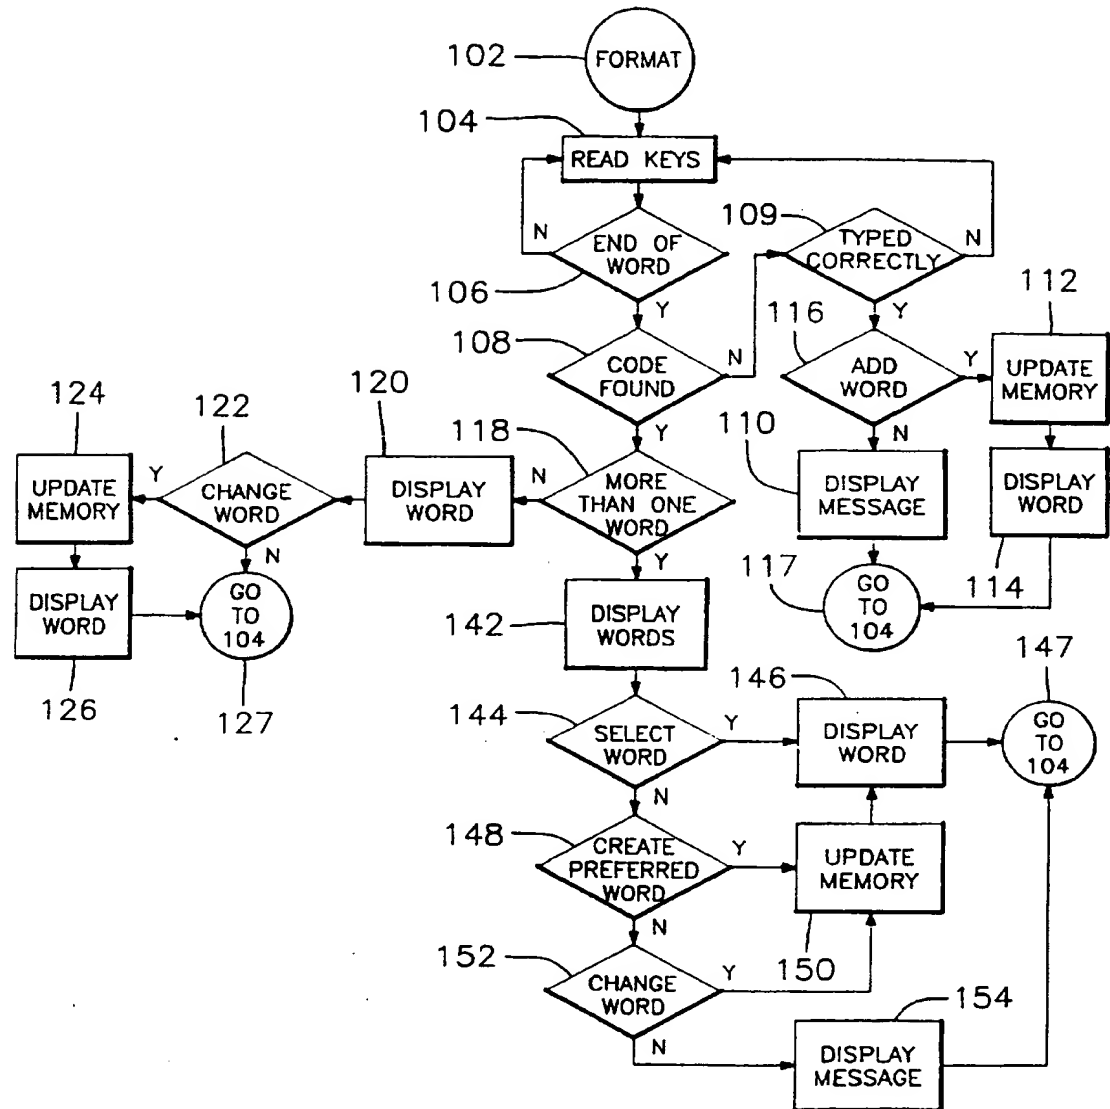 102
FORMAT
104
READ KEYS
109
N
END OF
WORD
TYPED
CORRECTLY
N
106
Y
Y
116
112
108
CODE
FOUND
N
ADD
WORD
Y
UPDATE
MEMORY
124
122
120
118
Y
110
N
UPDATE
MEMORY
Y
CHANGE
WORD
DISPLAY
WORD
N
MORE
THAN ONE
WORD
DISPLAY
MESSAGE
DISPLAY
WORD
N
Y
DISPLAY
WORD
GO
TO
104
142
DISPLAY
WORDS
117
GO
TO
104
114
126
127
146
147
144
SELECT
WORD
Y
DISPLAY
WORD
GO
TO
104
N
148
CREATE
PREFERRED
WORD
Y
UPDATE
MEMORY
N
152
CHANGE
WORD
Y
150
154
N
DISPLAY
MESSAGE